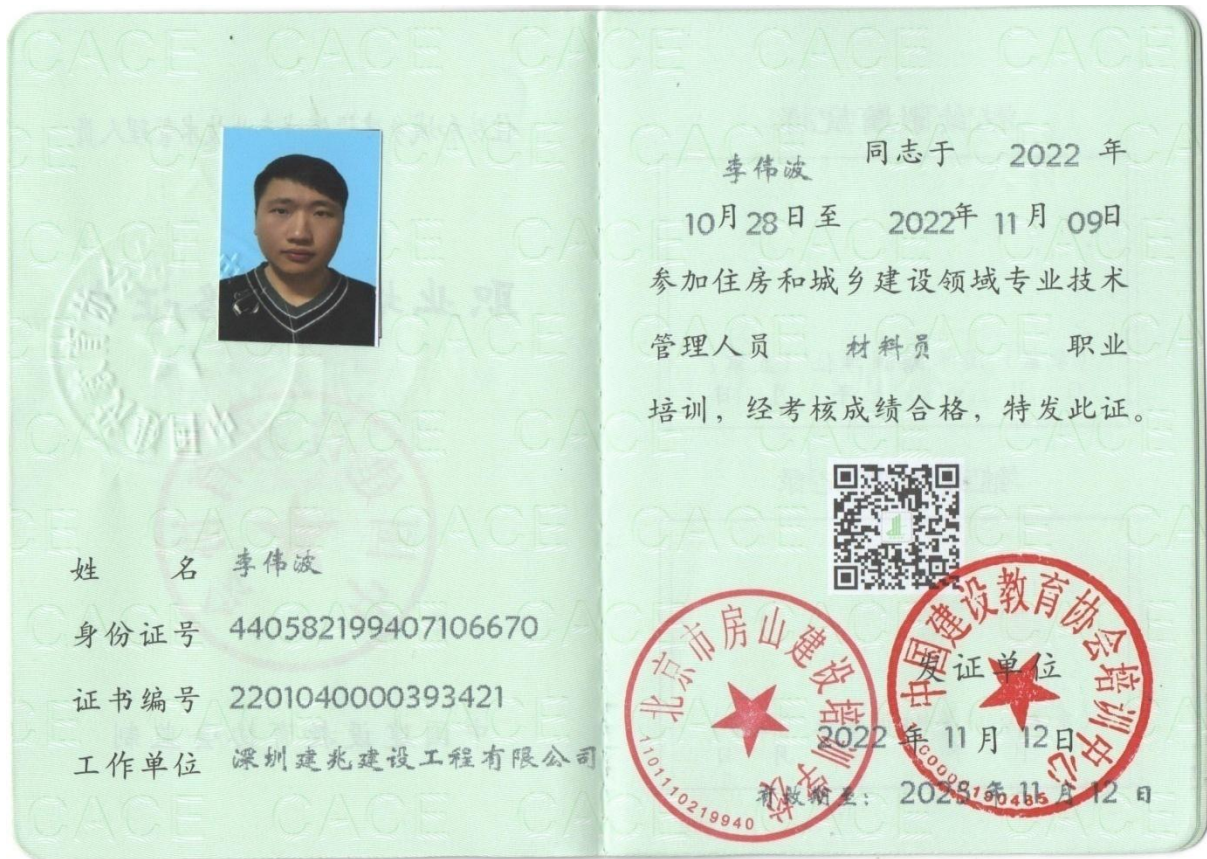 姓 名 李伟波
身份证号 440582199407106670
证书编号 2201040000393421
工作单位 深圳建兆建设工程有限公司
李伟波 同志于 2022 年
10月 28 日至 2022年 11 月 09日
参加住房和城乡建设领域专业技术
管理人员 材料员 职业
培训，经考核成绩合格，特发此证。
北京市房山建设培训学校
1101110219940
中国建设教育协会培训中心
发证单位
2022 年 11 月 12日
有效期至： 2025 年 11 月 12 日
CACE